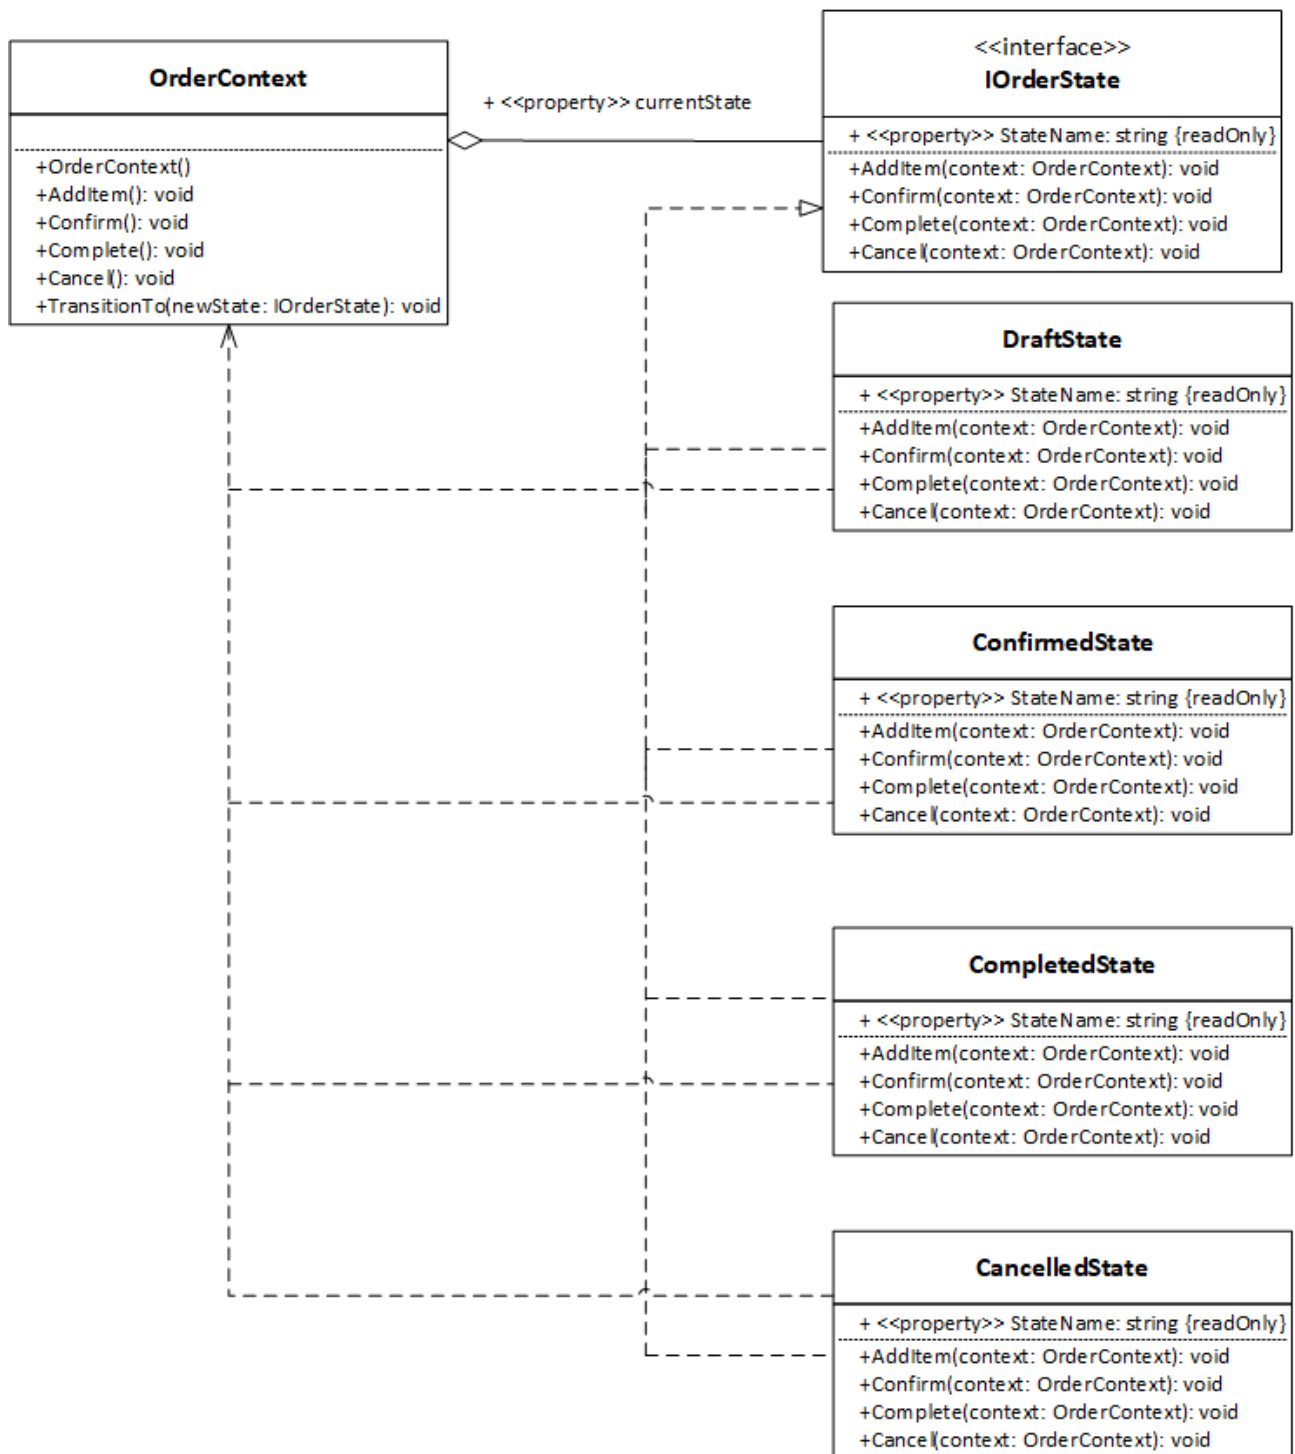 OrderContext
+OrderContext()
+AddItem(): void
+Confirm(): void
+Complete(): void
+Cancel(): void
+TransitionTo(newState: IOrderState): void
+ <<property>> currentState
<<interface>>
IOrderState
+ <<property>> StateName: string {readOnly}
+AddItem(context: OrderContext): void
+Confirm(context: OrderContext): void
+Complete(context: OrderContext): void
+Cancel(context: OrderContext): void
DraftState
+ <<property>> StateName: string {readOnly}
+AddItem(context: OrderContext): void
+Confirm(context: OrderContext): void
+Complete(context: OrderContext): void
+Cancel(context: OrderContext): void
ConfirmedState
+ <<property>> StateName: string {readOnly}
+AddItem(context: OrderContext): void
+Confirm(context: OrderContext): void
+Complete(context: OrderContext): void
+Cancel(context: OrderContext): void
CompletedState
+ <<property>> StateName: string {readOnly}
+AddItem(context: OrderContext): void
+Confirm(context: OrderContext): void
+Complete(context: OrderContext): void
+Cancel(context: OrderContext): void
CancelledState
+ <<property>> StateName: string {readOnly}
+AddItem(context: OrderContext): void
+Confirm(context: OrderContext): void
+Complete(context: OrderContext): void
+Cancel(context: OrderContext): void